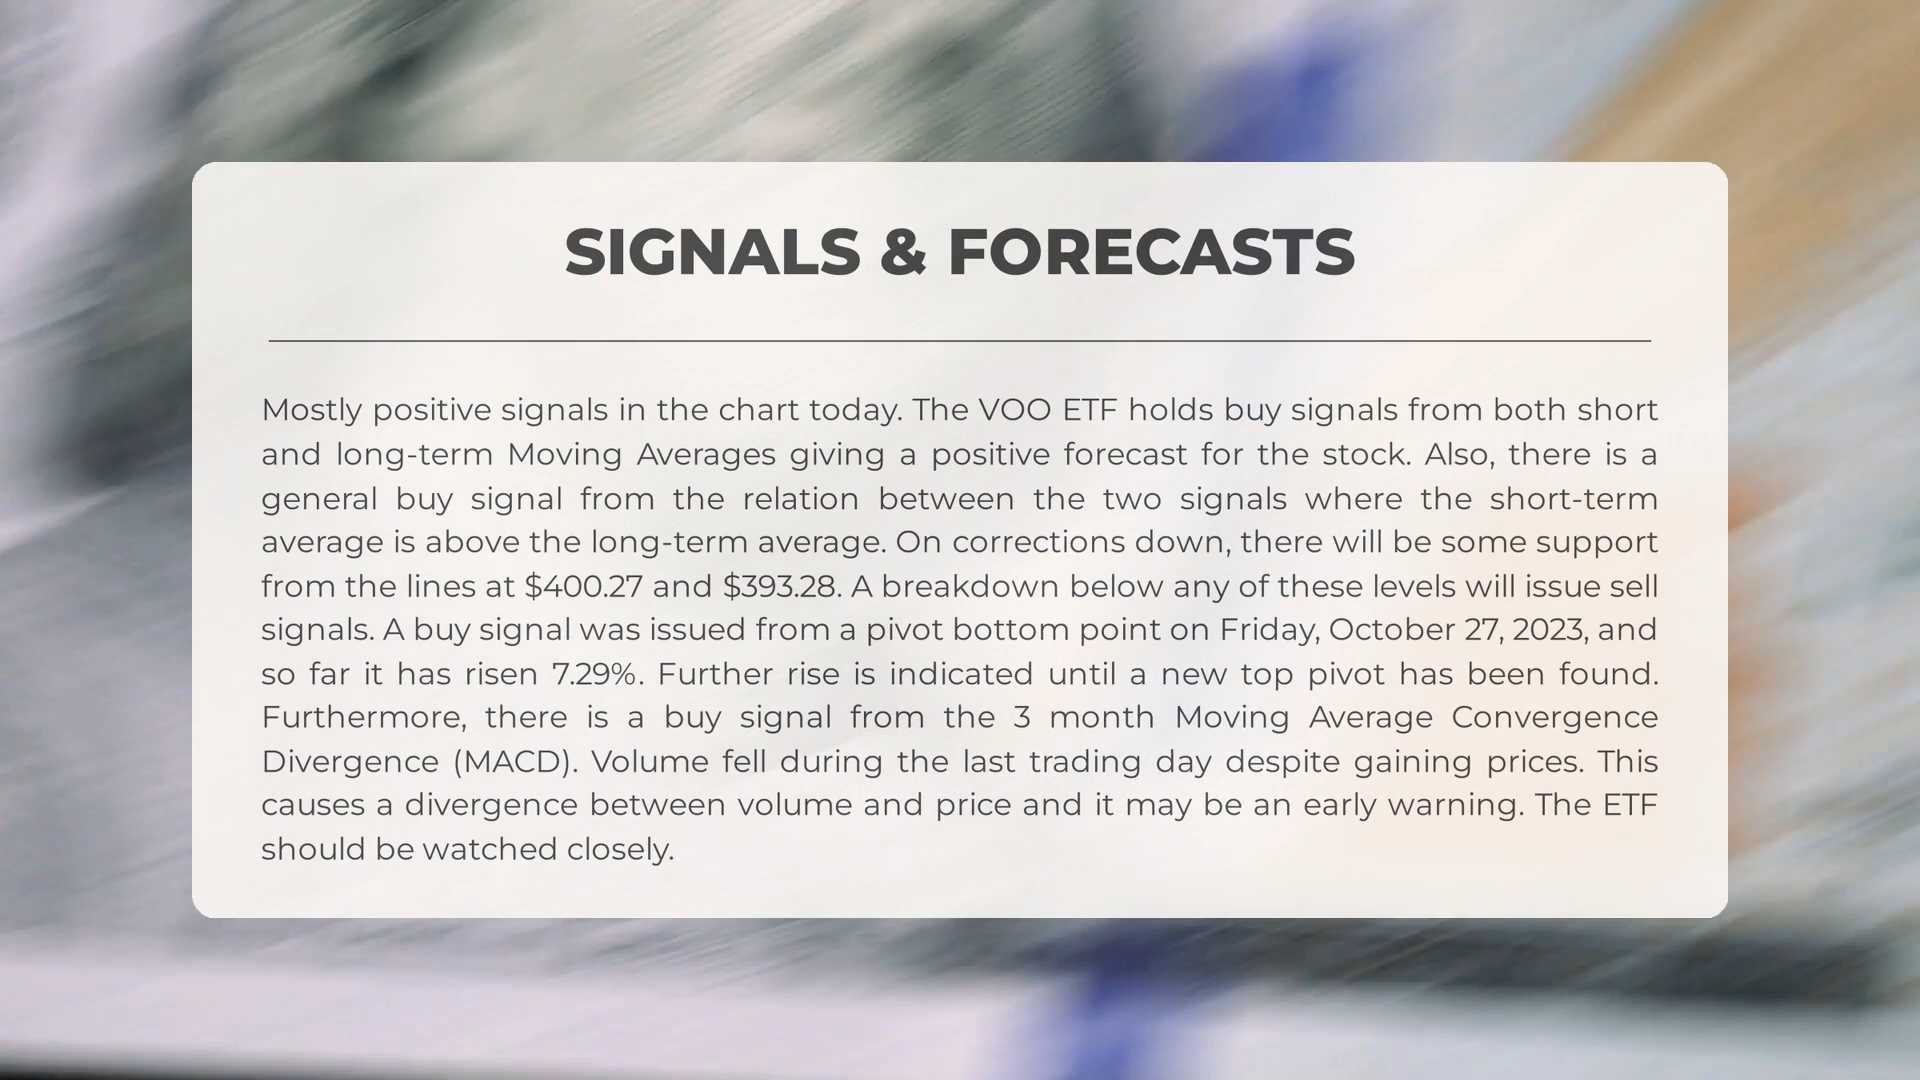 SIGNALS & FORECASTS
Mostly positive signals in the chart today. The VOO ETF holds buy signals from both short
and long-term Moving Averages giving a positive forecast for the stock. Also, there is a
general buy signal from the relation between the two signals where the short-term
average is above the long-term average. On corrections down, there will be some support
from the lines at $400.27 and $393.28. A breakdown below any of these levels will issue sell
signals. A buy signal was issued from a pivot bottom point on Friday, October 27, 2023, and
so far it has risen 7.29%. Further rise is indicated until a new top pivot has been found.
Furthermore, there is a buy signal from the 3 month Moving Average Convergence
Divergence (MACD). Volume fell during the last trading day despite gaining prices. This
causes a divergence between volume and price and it may be an early warning. The ETF
should be watched closely.